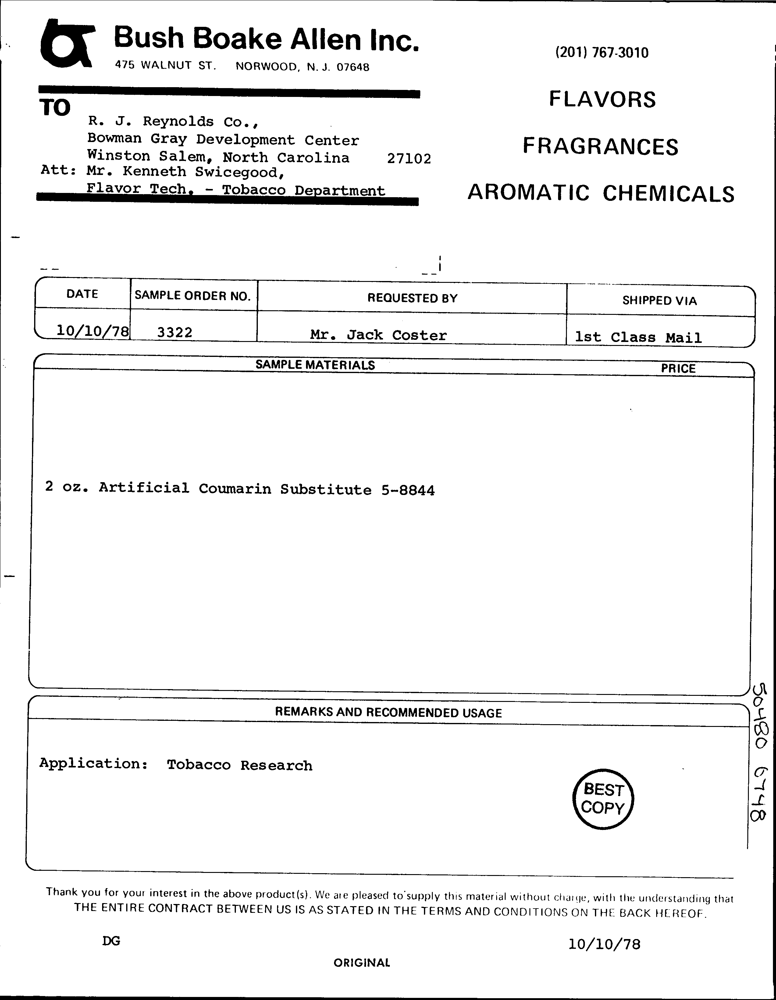 Bush Boake Allen Inc.
475 WALNUT ST. NORWOOD, N. J. 07648
(201) 767-3010
FLAVORS
FRAGRANCES
AROMATIC CHEMICALS
TO
R. J. Reynolds Co.,
Bowman Gray Development Center
Winston Salem, North Carolina 27102
Att: Mr. Kenneth Swicegood,
Flavor Tech. - Tobacco Department
DATE SAMPLE ORDER NO. REQUESTED BY SHIPPED VIA
10/10/78 3322 Mr. Jack Coster 1st Class Mail
SAMPLE MATERIALS PRICE
2 oz. Artificial Coumarin Substitute 5-8844
REMARKS AND RECOMMENDED USAGE
Application: Tobacco Research
BEST
COPY
50480 6748
Thank you for your interest in the above product(s). We are pleased to supply this material without charge, with the understanding that
THE ENTIRE CONTRACT BETWEEN US IS AS STATED IN THE TERMS AND CONDITIONS ON THE BACK HEREOF.
DG 10/10/78
ORIGINAL